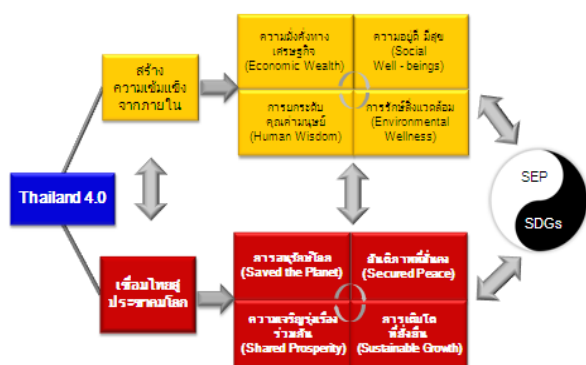 ความมั่งคั่งทาง
เศรษฐกิจ
(Economic Wealth)
ความอยู่ดี มีสุข
(Social
Well - beings)
สร้าง
ความเข้มแข็ง
จากภายใน
การยกระดับ
คุณค่ามนุษย์
(Human Wisdom)
การรักษ์สิ่งแวดล้อม
(Environmental
Wellness)
Thailand 4.0
SEP
SDGs
เชื่อมไทยสู่
ประชาคมโลก
การอนุรักษ์โลก
(Saved the Planet)
สันติภาพที่มั่นคง
(Secured Peace)
ความเจริญรุ่งเรือง
ร่วมกัน
(Shared Prosperity)
การเติบโต
ที่ยั่งยืน
(Sustainable Growth)